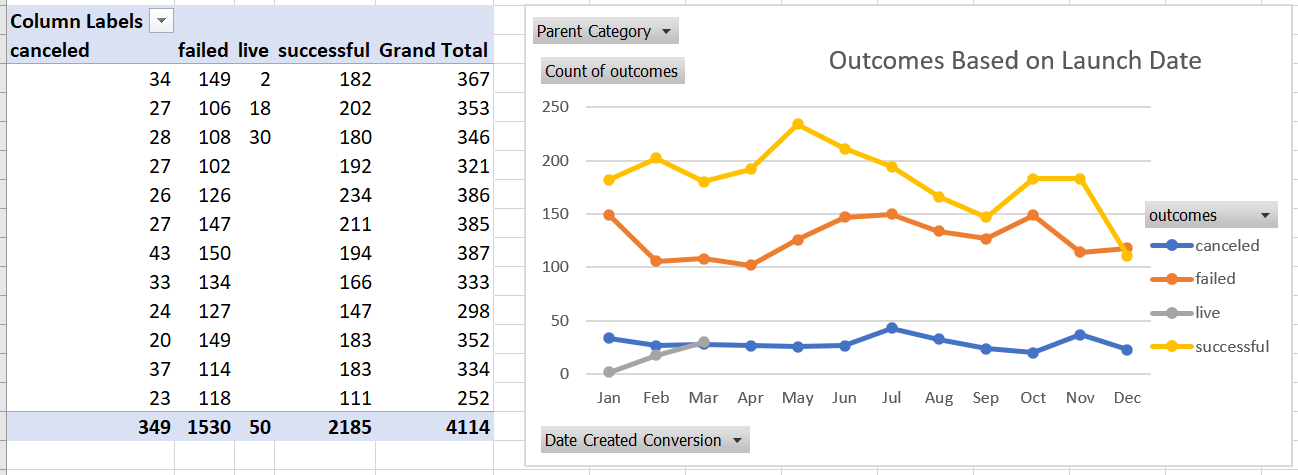 Column Labels
canceled failed live successful Grand Total
34 149 2 182 367
27 106 18 202 353
28 108 30 180 346
27 102 192 321
26 126 234 386
27 147 211 385
43 150 194 387
33 134 166 333
24 127 147 298
20 149 183 352
37 114 183 334
23 118 111 252
349 1530 50 2185 4114
Parent Category
Count of outcomes
Outcomes Based on Launch Date
250
200
150
100
50
0
Jan Feb Mar Apr May Jun Jul Aug Sep Oct Nov Dec
outcomes
canceled
failed
live
successful
Date Created Conversion